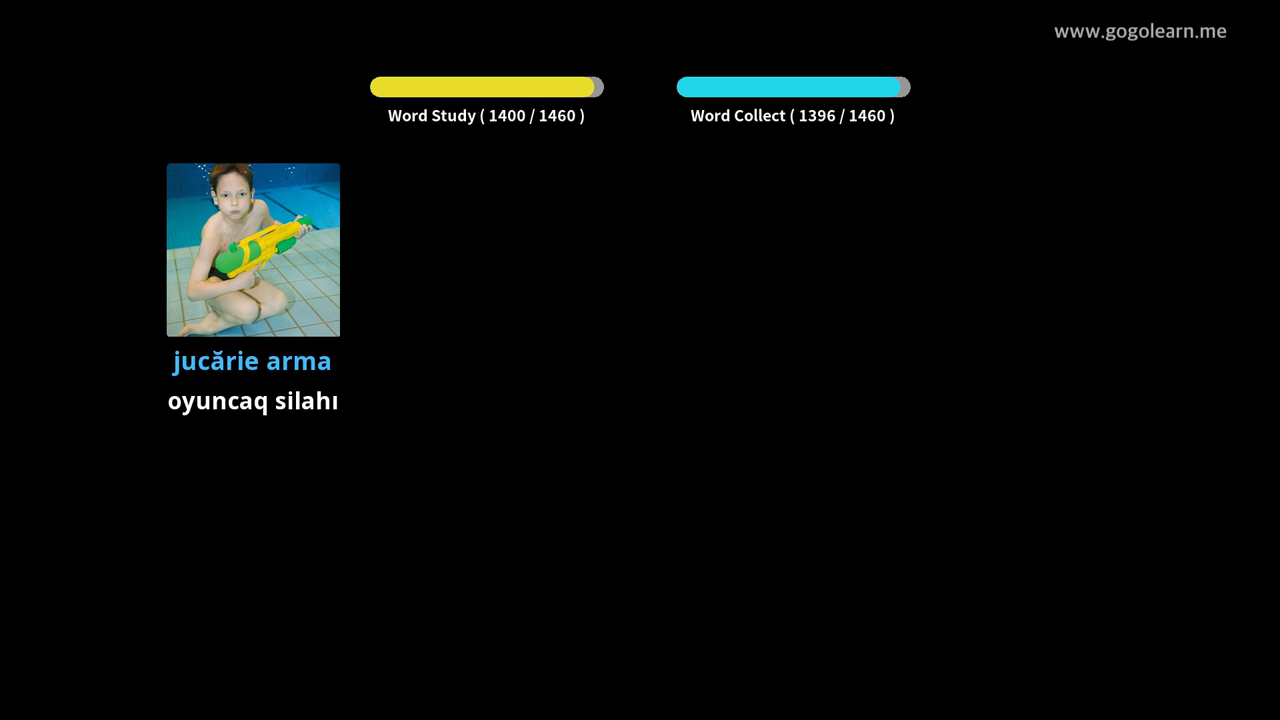 www.gogolearn.me
Word Study ( 1400 / 1460 )
Word Collect ( 1396 / 1460 )
jucărie arma
oyuncaq silahı